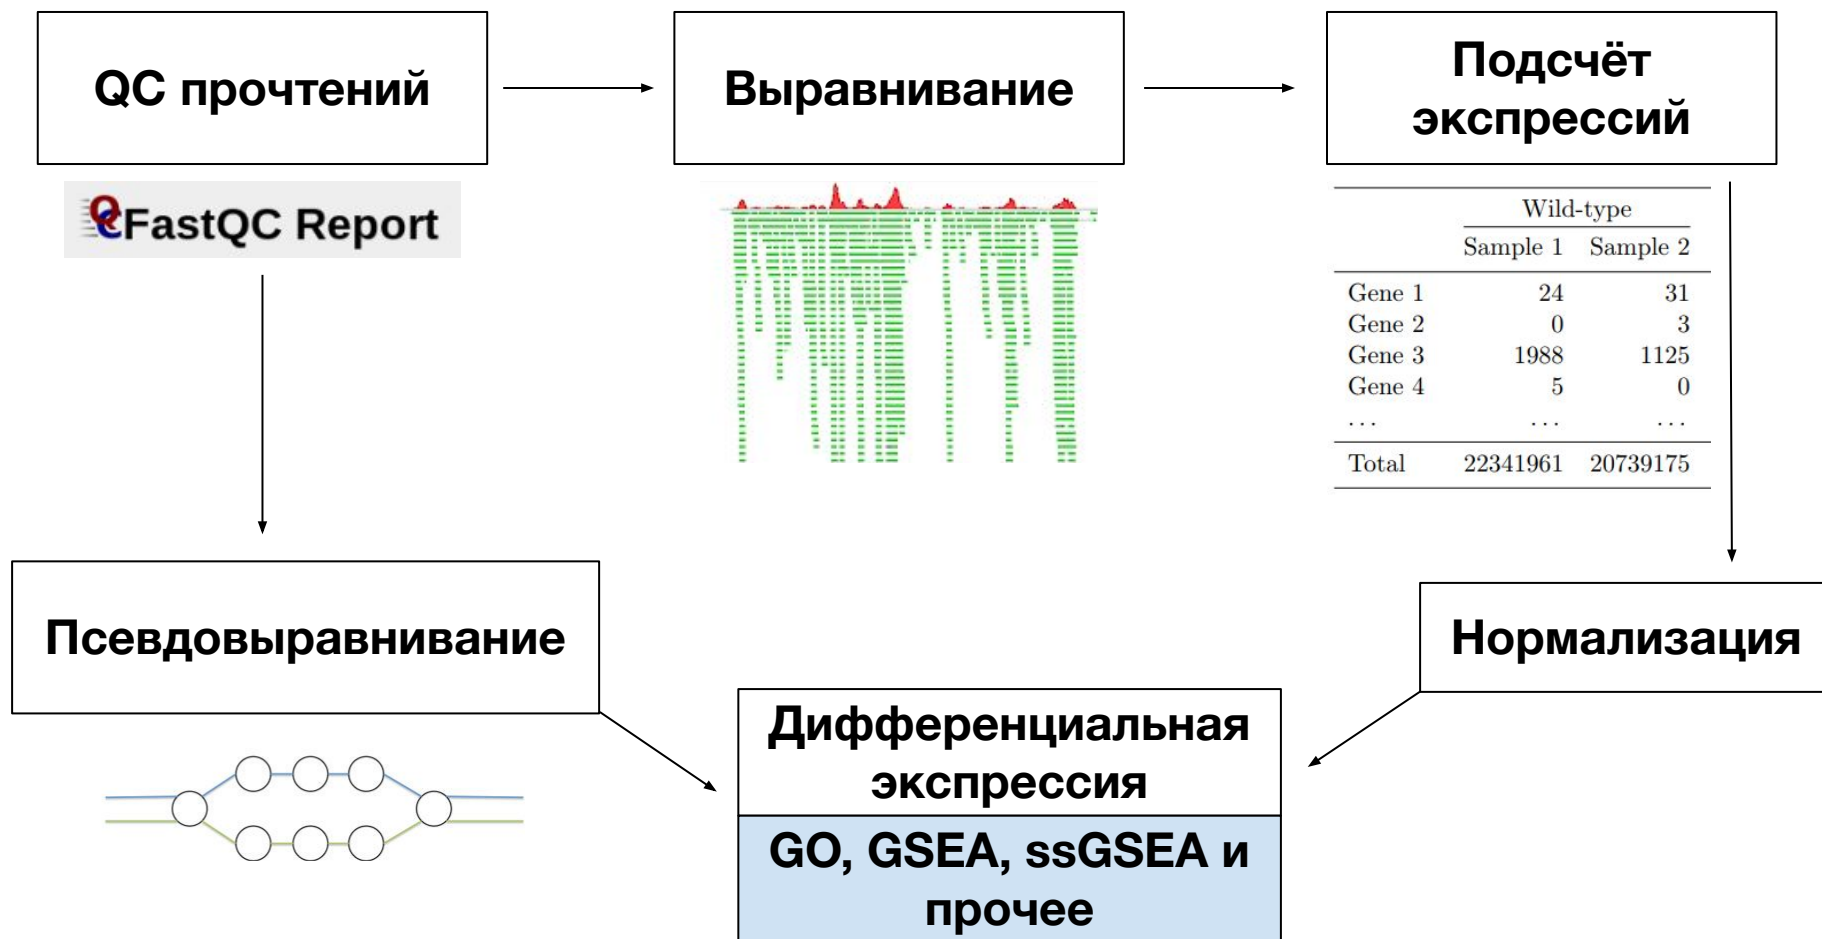 QC прочтений
Выравнивание
Подсчёт
экспрессий
QCFastQC Report
Wild-type
Sample 1 Sample 2
Gene 1 24 31
Gene 2 0 3
Gene 3 1988 1125
Gene 4 5 0
... ... ...
Total 22341961 20739175
Псевдовыравнивание
Нормализация
Дифференциальная
экспрессия
GO, GSEA, ssGSEA и
прочее